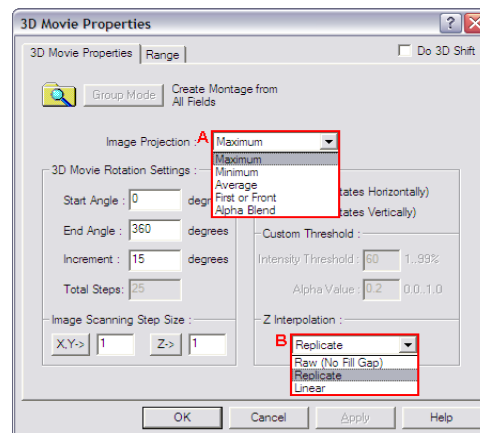 3D Movie Properties
3D Movie Properties
Range
Do 3D Shift
Group Mode
Create Montage from
All Fields
Image Projection :
A
Maximum
Maximum
Minimum
Average
First or Front
Alpha Blend
3D Movie Rotation Settings :
Start Angle : 0
End Angle : 360 degrees
Increment : 15 degrees
Total Steps: 25
Horizontally)
Vertically)
Custom Threshold :
Intensity Threshold : 60 1..99%
Alpha Value : 0.2 0.0..1.0
Image Scanning Step Size :
X,Y-> 1 Z-> 1
Z Interpolation :
B
Replicate
Raw (No Fill Gap)
Replicate
Linear
OK Cancel Apply Help